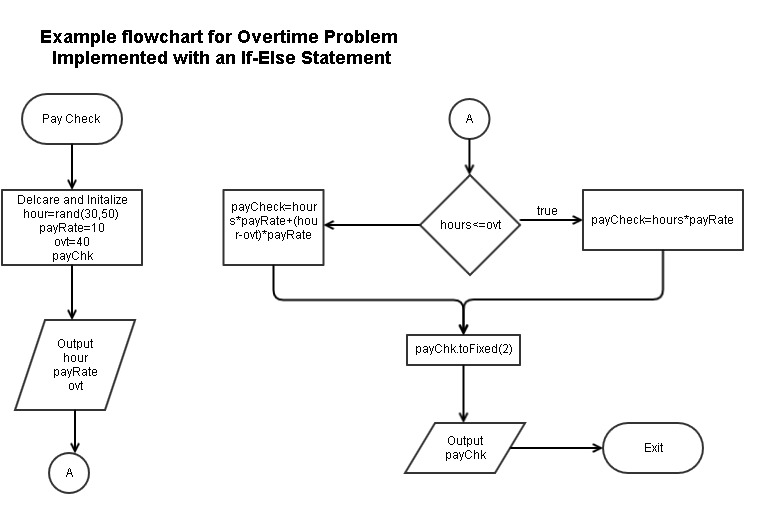 Example flowchart for Overtime Problem
Implemented with an If-Else Statement
Pay Check
Delcare and Initalize
hour=rand(30,50)
payRate=10
ovt=40
payChk
Output
hour
payRate
ovt
A
A
hours<=ovt
true
payCheck=hours*payRate
payCheck=hour
s*payRate+(hou
r-ovt)*payRate
payChk.toFixed(2)
Output
payChk
Exit